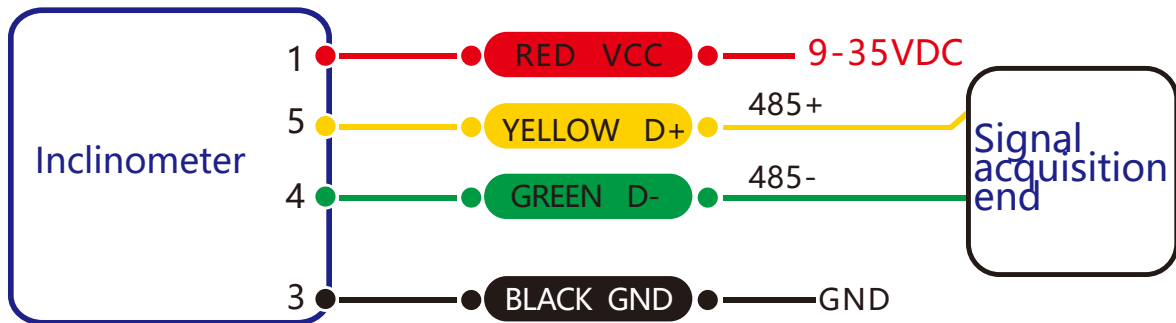 1 RED VCC 9-35VDC
5 YELLOW D+ 485+
Inclinometer
4 GREEN D- 485-
3 BLACK GND GND
Signal
acquisition
end